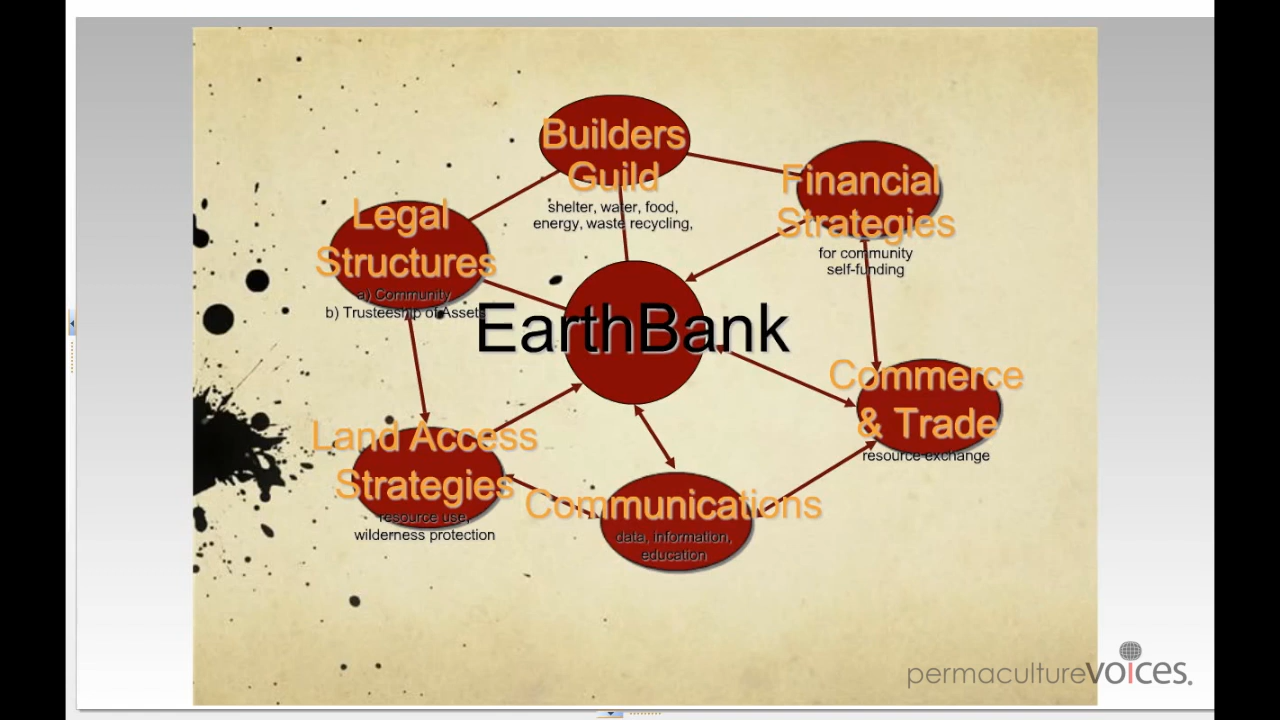 Builders
Guild
shelter, water, food,
energy, waste recycling,
Financial
Strategies
for community
self-funding
Legal
Structures
a) Community
b) Trusteeship of Assets
EarthBank
Commerce
& Trade
resource exchange
Land Access
Strategies
resource use,
wilderness protection
Communications
data, information,
education
permaculturevoices.